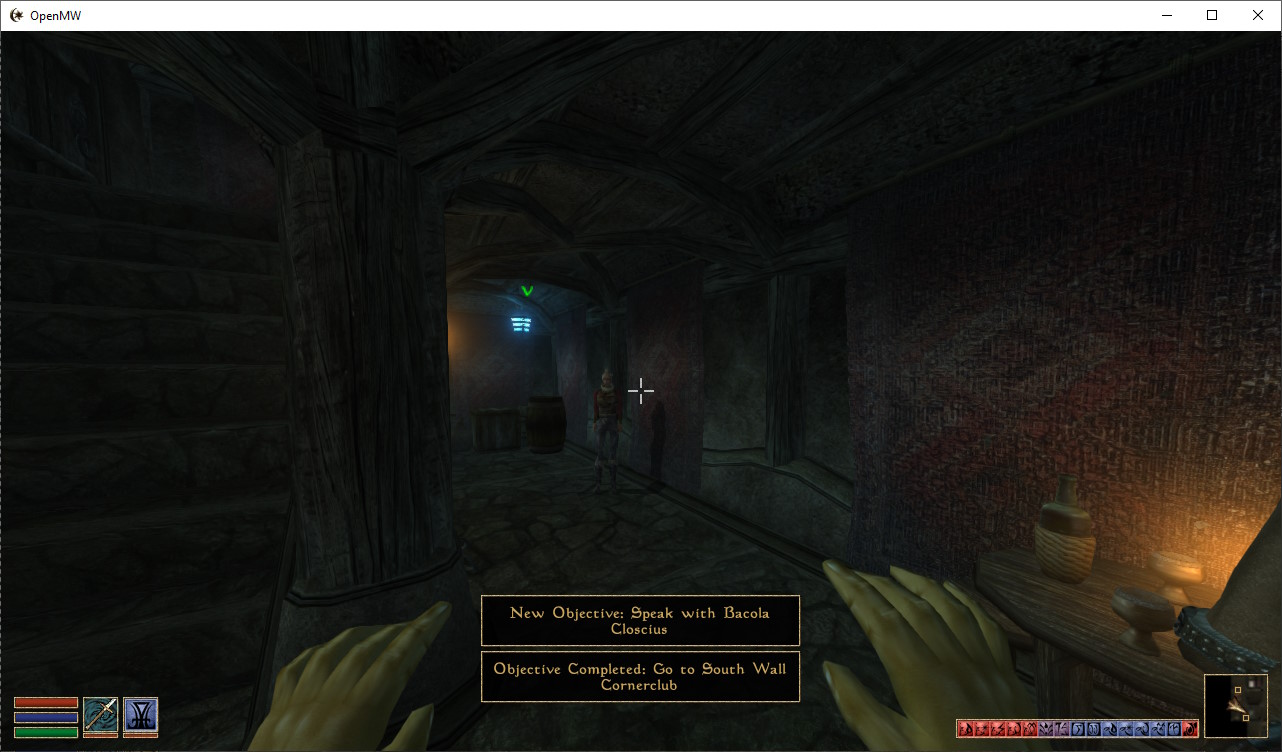 OpenMW
New Objective: Speak with Bacola
Closcius
Objective Completed: Go to South Wall
Cornerclub